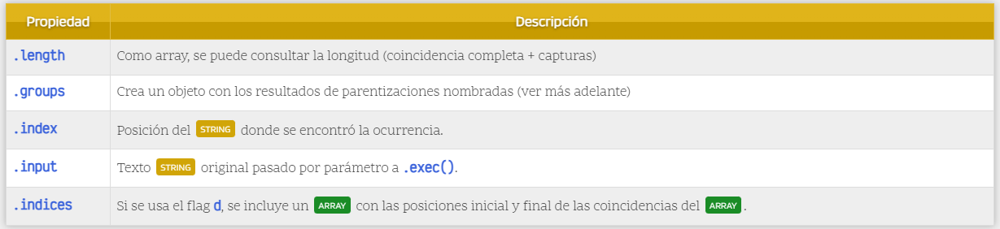 Propiedad Descripción
.length Como array, se puede consultar la longitud (coincidencia completa + capturas)
.groups Crea un objeto con los resultados de parentizaciones nombradas (ver más adelante)
.index Posición del STRING donde se encontró la ocurrencia.
.input Texto STRING original pasado por parámetro a .exec().
.indices Si se usa el flag d, se incluye un ARRAY con las posiciones inicial y final de las coincidencias del ARRAY.